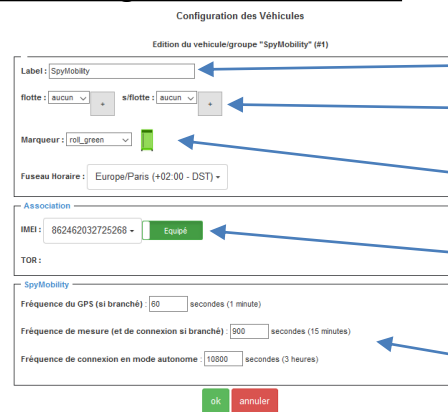 Configuration des Véhicules
Edition du vehicule/groupe "SpyMobility" (#1)
Label : SpyMobility
flotte : aucun + s/flotte : aucun +
Marqueur : roll_green
Fuseau Horaire : Europe/Paris (+02:00 - DST)
Association
IMEI : 862462032725268 Equipé
TOR :
SpyMobility
Fréquence du GPS (si branché) : 60 secondes (1 minute)
Fréquence de mesure (et de connexion si branché) : 900 secondes (15 minutes)
Fréquence de connexion en mode autonome : 10800 secondes (3 heures)
ok annuler